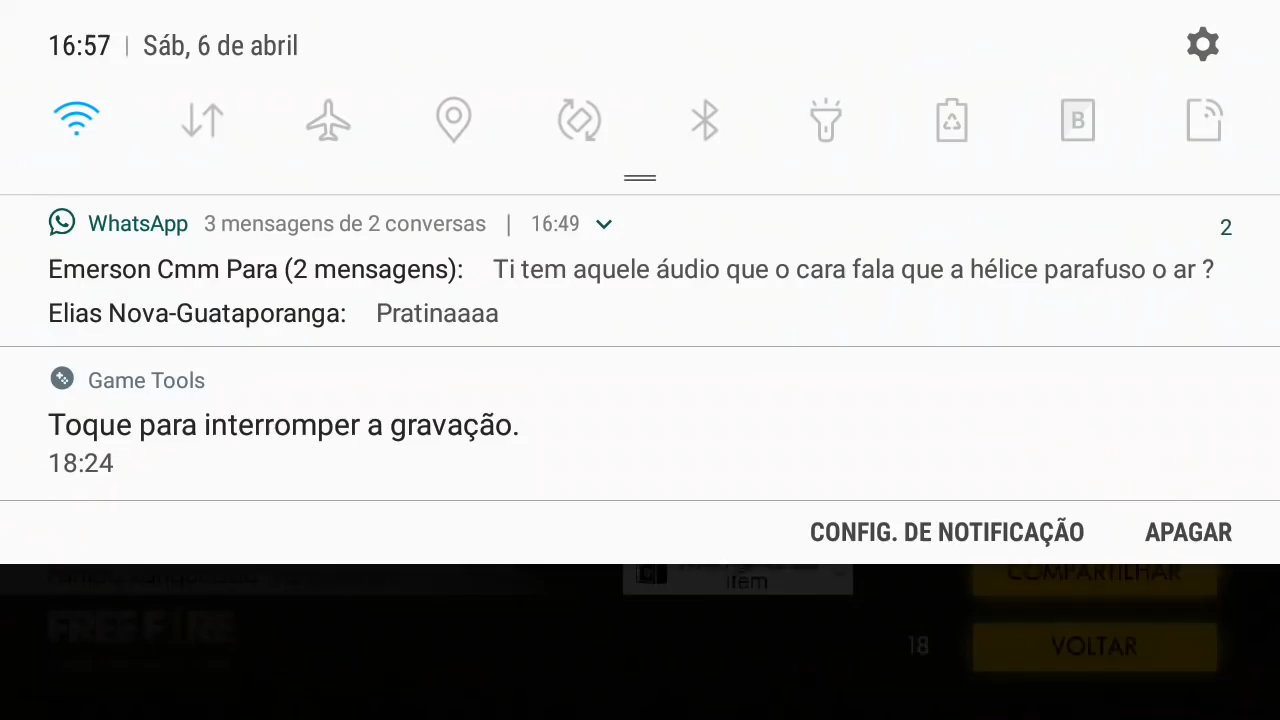 16:57 | Sáb, 6 de abril
B
WhatsApp 3 mensagens de 2 conversas | 16:49
2
Emerson Cmm Para (2 mensagens): Ti tem aquele áudio que o cara fala que a hélice parafuso o ar ?
Elias Nova-Guataporanga: Pratinaaaa
Game Tools
Toque para interromper a gravação.
18:24
CONFIG. DE NOTIFICAÇÃO APAGAR
item
COMPARTILHAR
FREE FIRE
18
VOLTAR